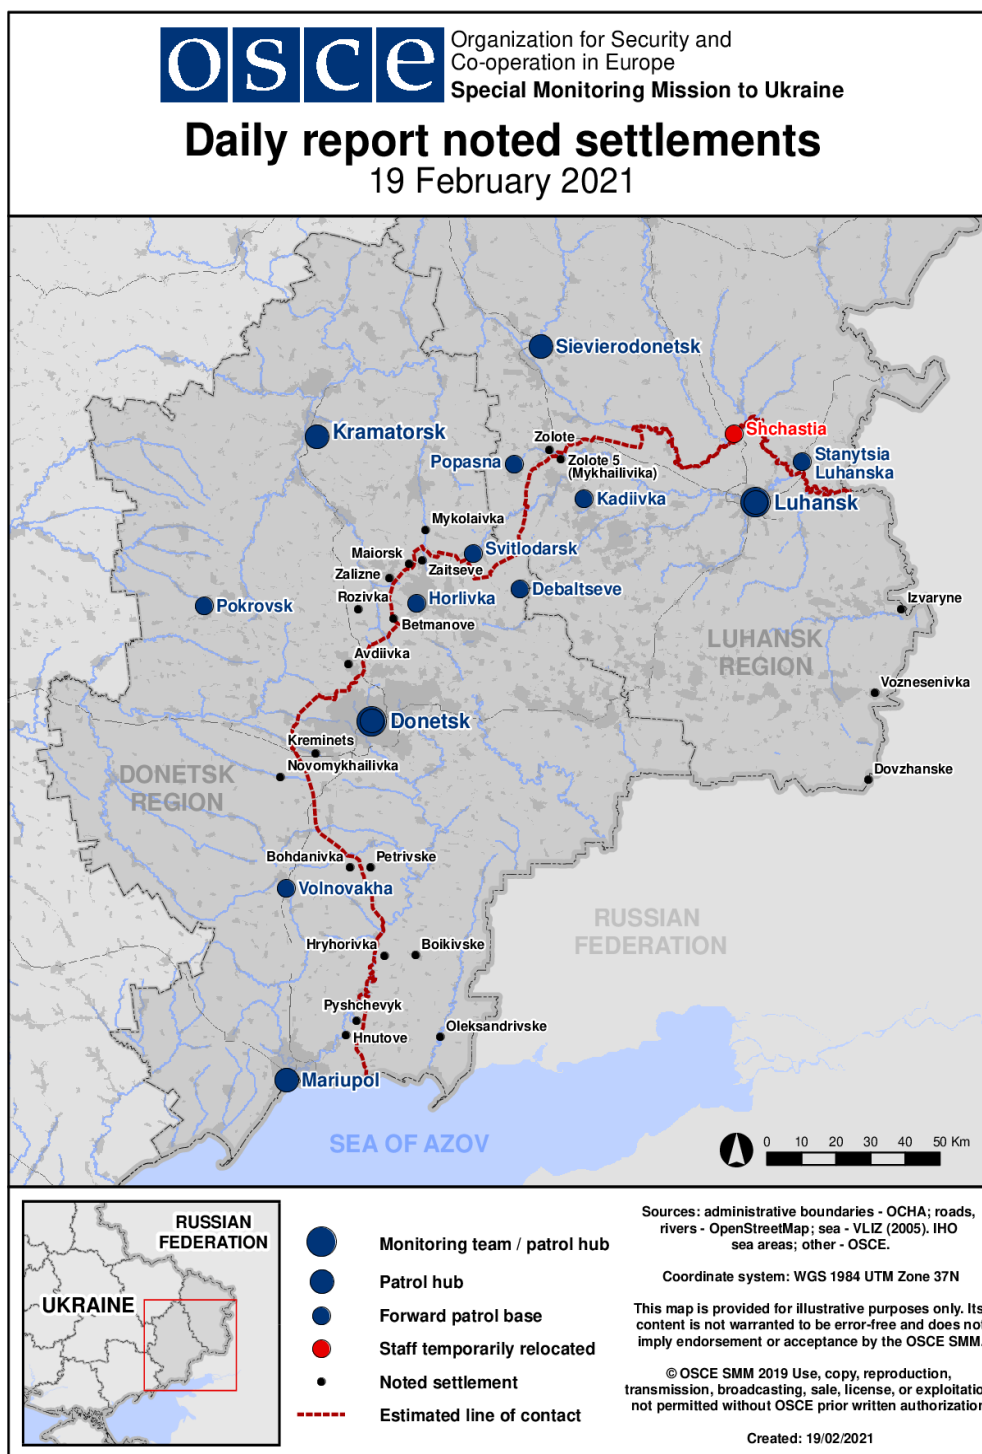 osce
Organization for Security and
Co-operation in Europe
Special Monitoring Mission to Ukraine
Daily report noted settlements
19 February 2021
Sievierodonetsk
Kramatorsk
Shchastia
Zolote
Popasna
Zolote 5
(Mykhailivika)
Stanytsia
Luhanska
Kadiivka
Luhansk
Mykolaivka
Svitlodarsk
Maiorsk
Zaitseve
Zalizne
Debaltseve
Horlivka
Rozivka
Pokrovsk
Izvaryne
Betmanove
LUHANSK
REGION
Avdiivka
Voznesenivka
Donetsk
Kreminets
Novomykhailivka
Dovzhanske
DONETSK
REGION
Bohdanivka
Petrivske
Volnovakha
RUSSIAN
FEDERATION
Hryhorivka
Boikivske
Pyshchevyk
Hnutove
Oleksandrivske
Mariupol
SEA OF AZOV
0 10 20 30 40 50 Km
RUSSIAN
FEDERATION
UKRAINE
Monitoring team / patrol hub
Patrol hub
Forward patrol base
Staff temporarily relocated
Noted settlement
Estimated line of contact
Sources: administrative boundaries - OCHA; roads,
rivers - OpenStreetMap; sea - VLIZ (2005). IHO
sea areas; other - OSCE.
Coordinate system: WGS 1984 UTM Zone 37N
This map is provided for illustrative purposes only. Its
content is not warranted to be error-free and does not
imply endorsement or acceptance by the OSCE SMM.
© OSCE SMM 2019 Use, copy, reproduction,
transmission, broadcasting, sale, license, or exploitatio
not permitted without OSCE prior written authorization
Created: 19/02/2021